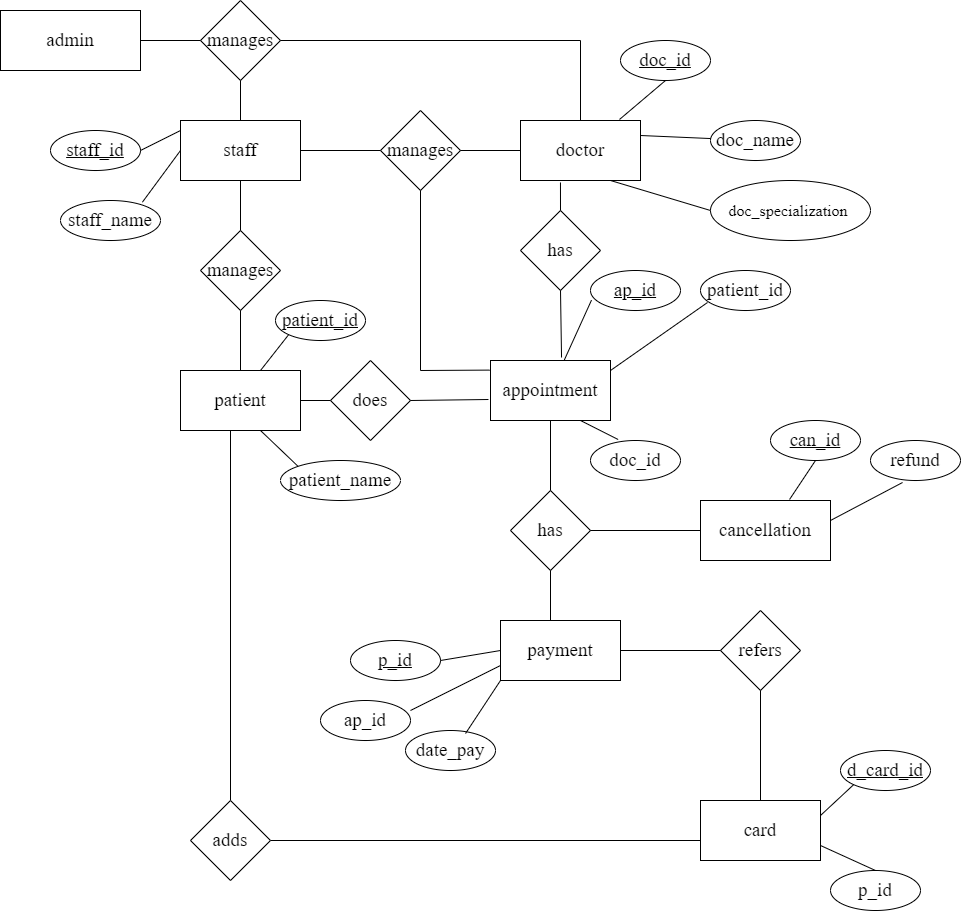 admin
manages
doc_id
staff_id
staff
manages
doctor
doc_name
staff_name
doc_specialization
manages
has
patient_id
ap_id
patient_id
patient
does
appointment
patient_name
doc_id
can_id
refund
has
cancellation
p_id
payment
refers
ap_id
date_pay
d_card_id
adds
card
p_id